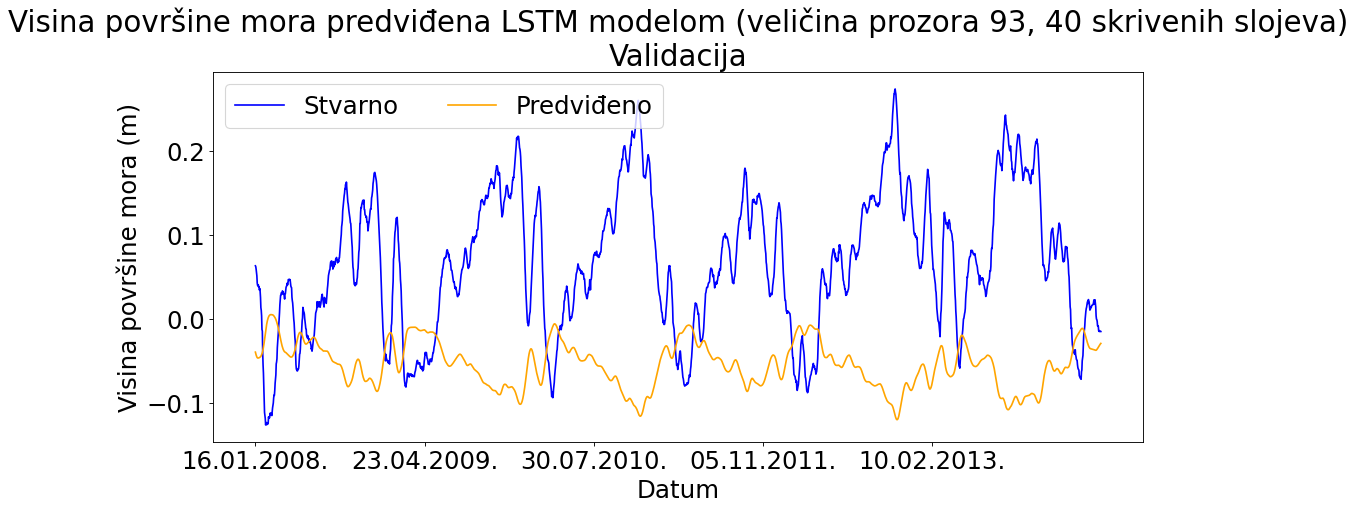 Visina površine mora predviđena LSTM modelom (veličina prozora 93, 40 skrivenih slojeva)
Validacija
Stvarno Predviđeno
Visina površine mora (m)
0.2
0.1
0.0
−0.1
16.01.2008. 23.04.2009. 30.07.2010. 05.11.2011. 10.02.2013.
Datum